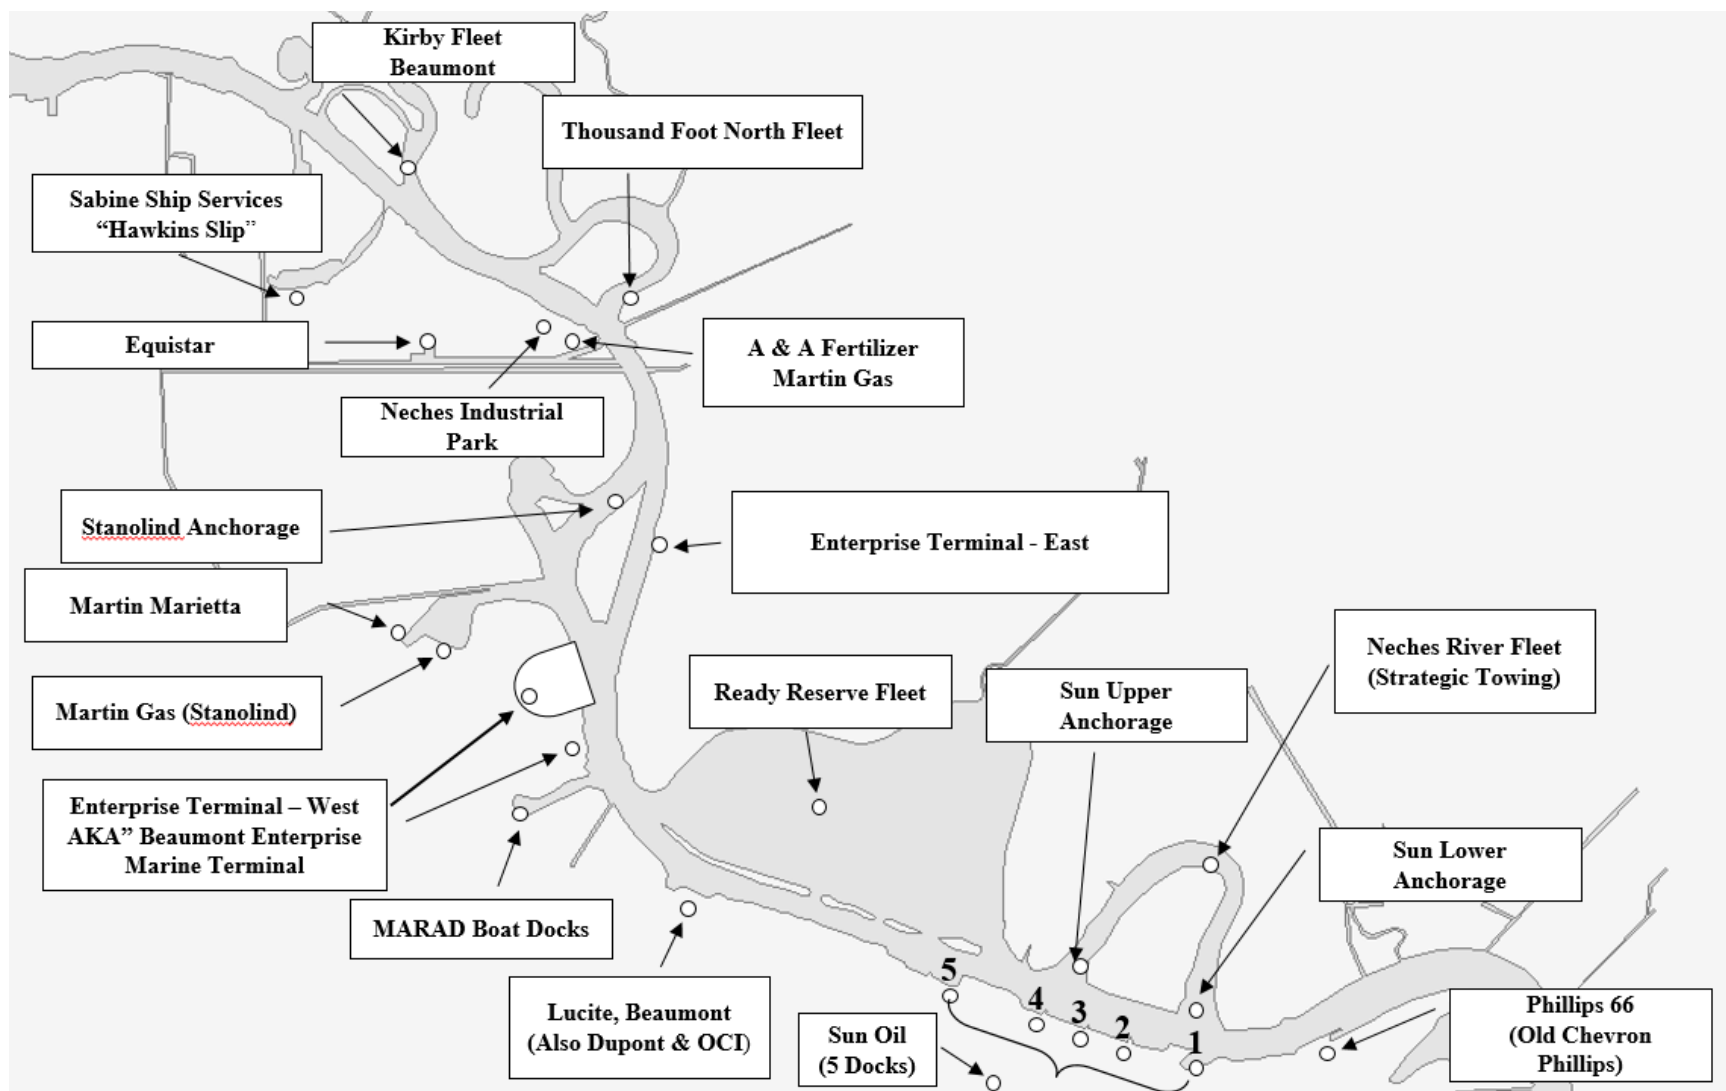 Kirby Fleet
Beaumont
Thousand Foot North Fleet
Sabine Ship Services
“Hawkins Slip”
Equistar
A & A Fertilizer
Martin Gas
Neches Industrial
Park
Stanolind Anchorage
Enterprise Terminal - East
Martin Marietta
Neches River Fleet
(Strategic Towing)
Ready Reserve Fleet
Sun Upper
Anchorage
Martin Gas (Stanolind)
Enterprise Terminal – West
AKA” Beaumont Enterprise
Marine Terminal
Sun Lower
Anchorage
MARAD Boat Docks
5
4
3
2
1
Lucite, Beaumont
(Also Dupont & OCI)
Sun Oil
(5 Docks)
Phillips 66
(Old Chevron
Phillips)